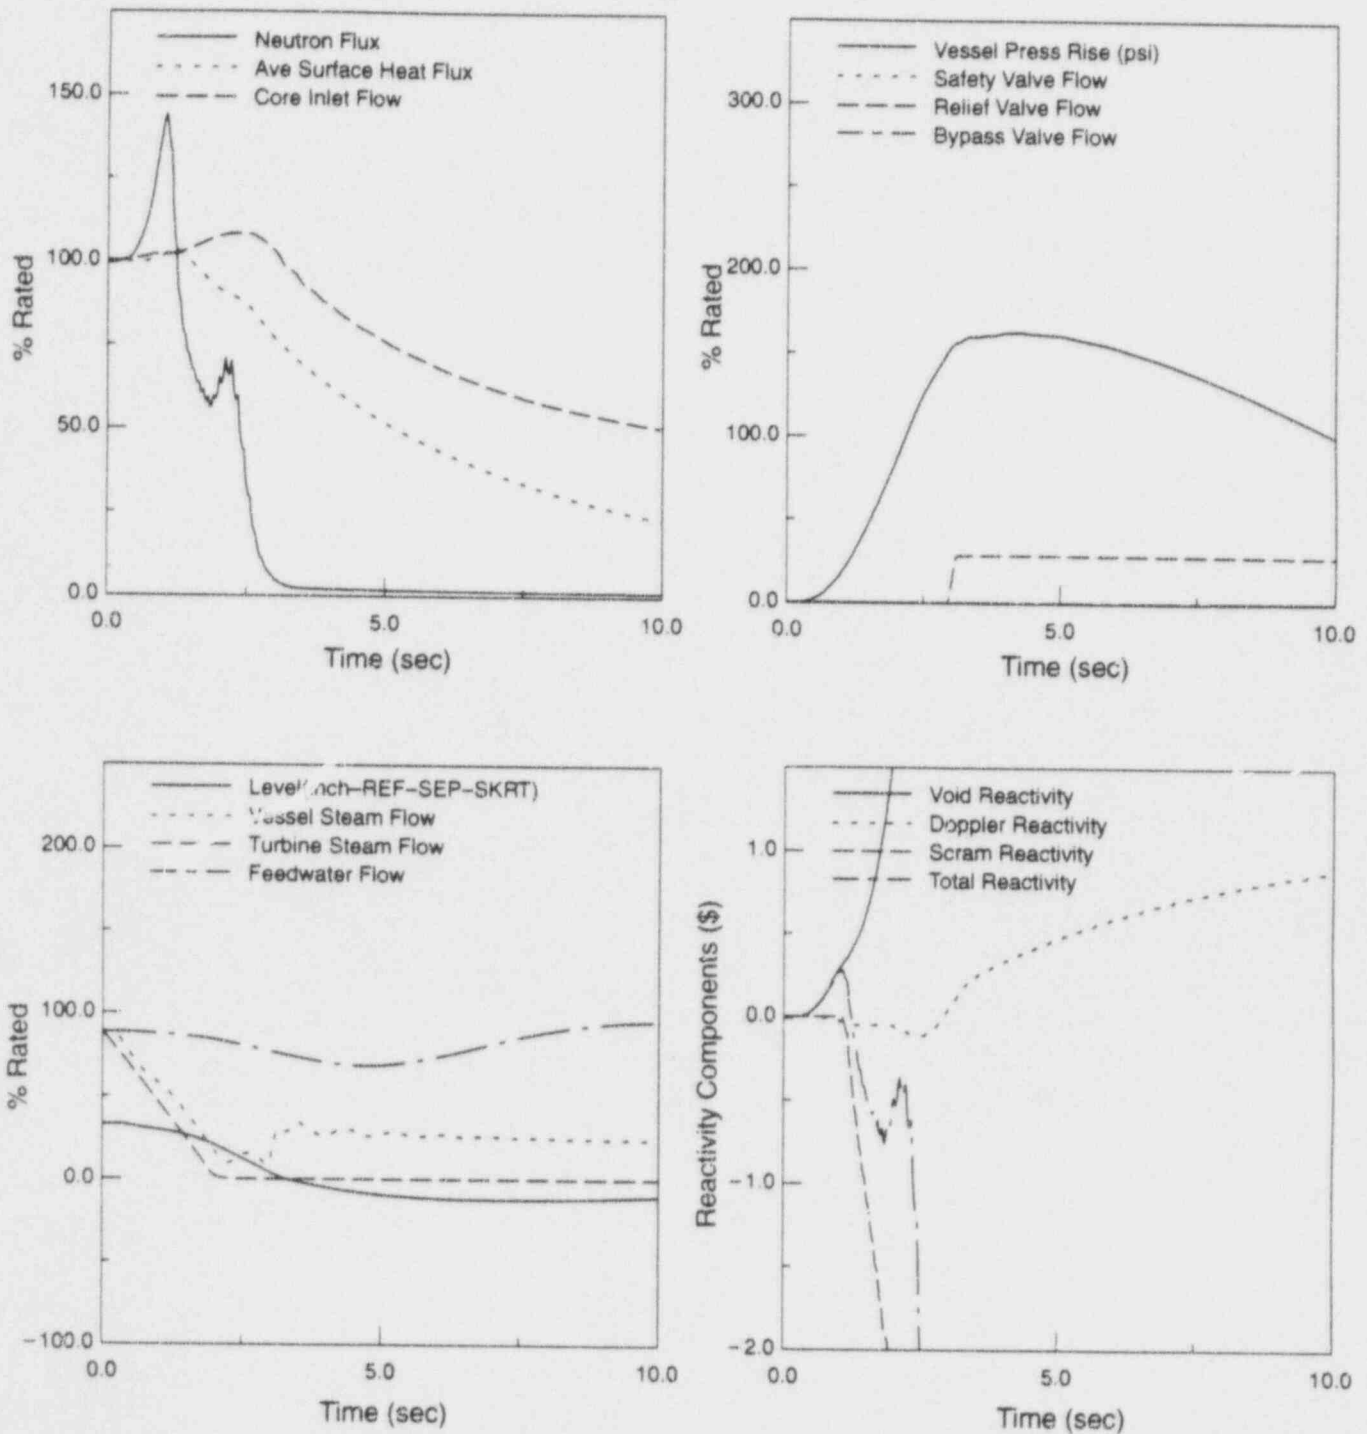 Neutron Flux
Ave Surface Heat Flux
Core Inlet Flow
150.0
100.0
50.0
0.0
% Rated
0.0
5.0
10.0
Time (sec)
Vessel Press Rise (psi)
Safety Valve Flow
Relief Valve Flow
Bypass Valve Flow
300.0
200.0
100.0
0.0
% Rated
0.0
5.0
10.0
Time (sec)
Level(inch-REF-SEP-SKRT)
Vessel Steam Flow
Turbine Steam Flow
Feedwater Flow
200.0
100.0
0.0
-100.0
% Rated
0.0
5.0
10.0
Time (sec)
Void Reactivity
Doppler Reactivity
Scram Reactivity
Total Reactivity
1.0
0.0
-1.0
-2.0
Reactivity Components ($)
0.0
5.0
10.0
Time (sec)